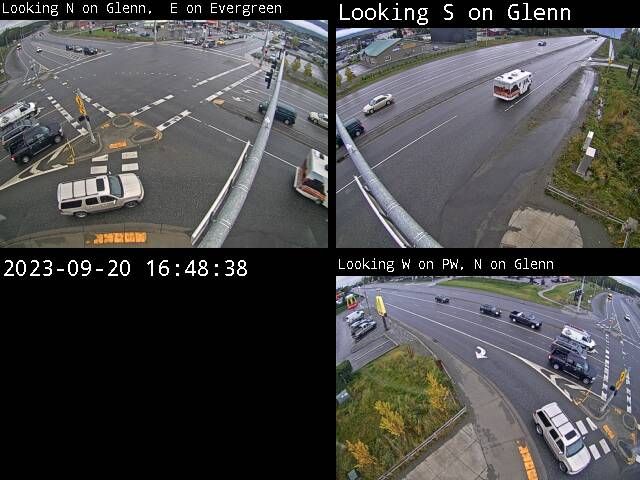 Looking N on Glenn, E on Evergreen
Looking S on Glenn
2023-09-20 16:48:38
Looking W on PW, N on Glenn